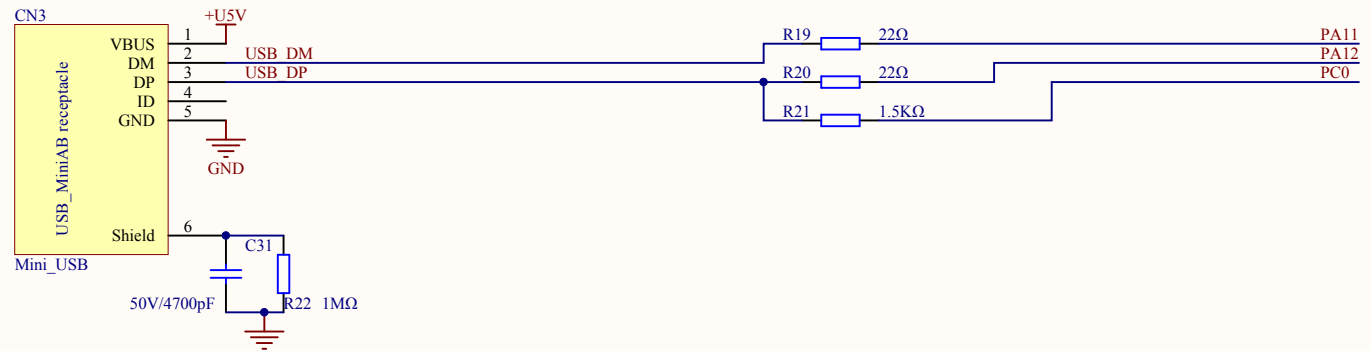 CN3
+U5V
VBUS 1
DM 2 USB_DM
DP 3 USB_DP
ID 4
GND 5
GND
USB_MiniAB receptacle
Shield 6
Mini_USB
C31
50V/4700pF
R22 1MΩ
R19 22Ω PA11
R20 22Ω PA12
R21 1.5KΩ PC0